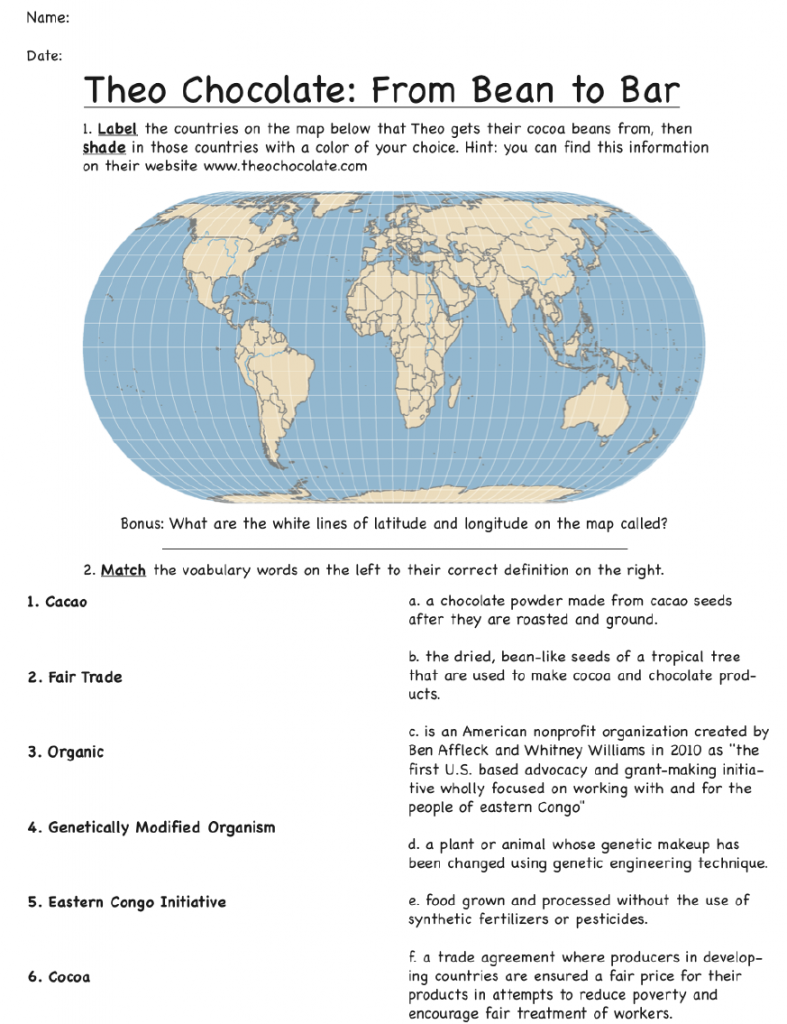 Name:
Date:
Theo Chocolate: From Bean to Bar
1. Label the countries on the map below that Theo gets their cocoa beans from, then
shade in those countries with a color of your choice. Hint: you can find this information
on their website www.theochocolate.com
Bonus: What are the white lines of latitude and longitude on the map called?
2. Match the voabulary words on the left to their correct definition on the right.
1. Cacao
2. Fair Trade
3. Organic
4. Genetically Modified Organism
5. Eastern Congo Initiative
6. Cocoa
a. a chocolate powder made from cacao seeds
after they are roasted and ground.
b. the dried, bean-like seeds of a tropical tree
that are used to make cocoa and chocolate prod-
ucts.
c. is an American nonprofit organization created by
Ben Affleck and Whitney Williams in 2010 as "the
first U.S. based advocacy and grant-making initia-
tive wholly focused on working with and for the
people of eastern Congo"
d. a plant or animal whose genetic makeup has
been changed using genetic engineering technique.
e. food grown and processed without the use of
synthetic fertilizers or pesticides.
f. a trade agreement where producers in develop-
ing countries are ensured a fair price for their
products in attempts to reduce poverty and
encourage fair treatment of workers.